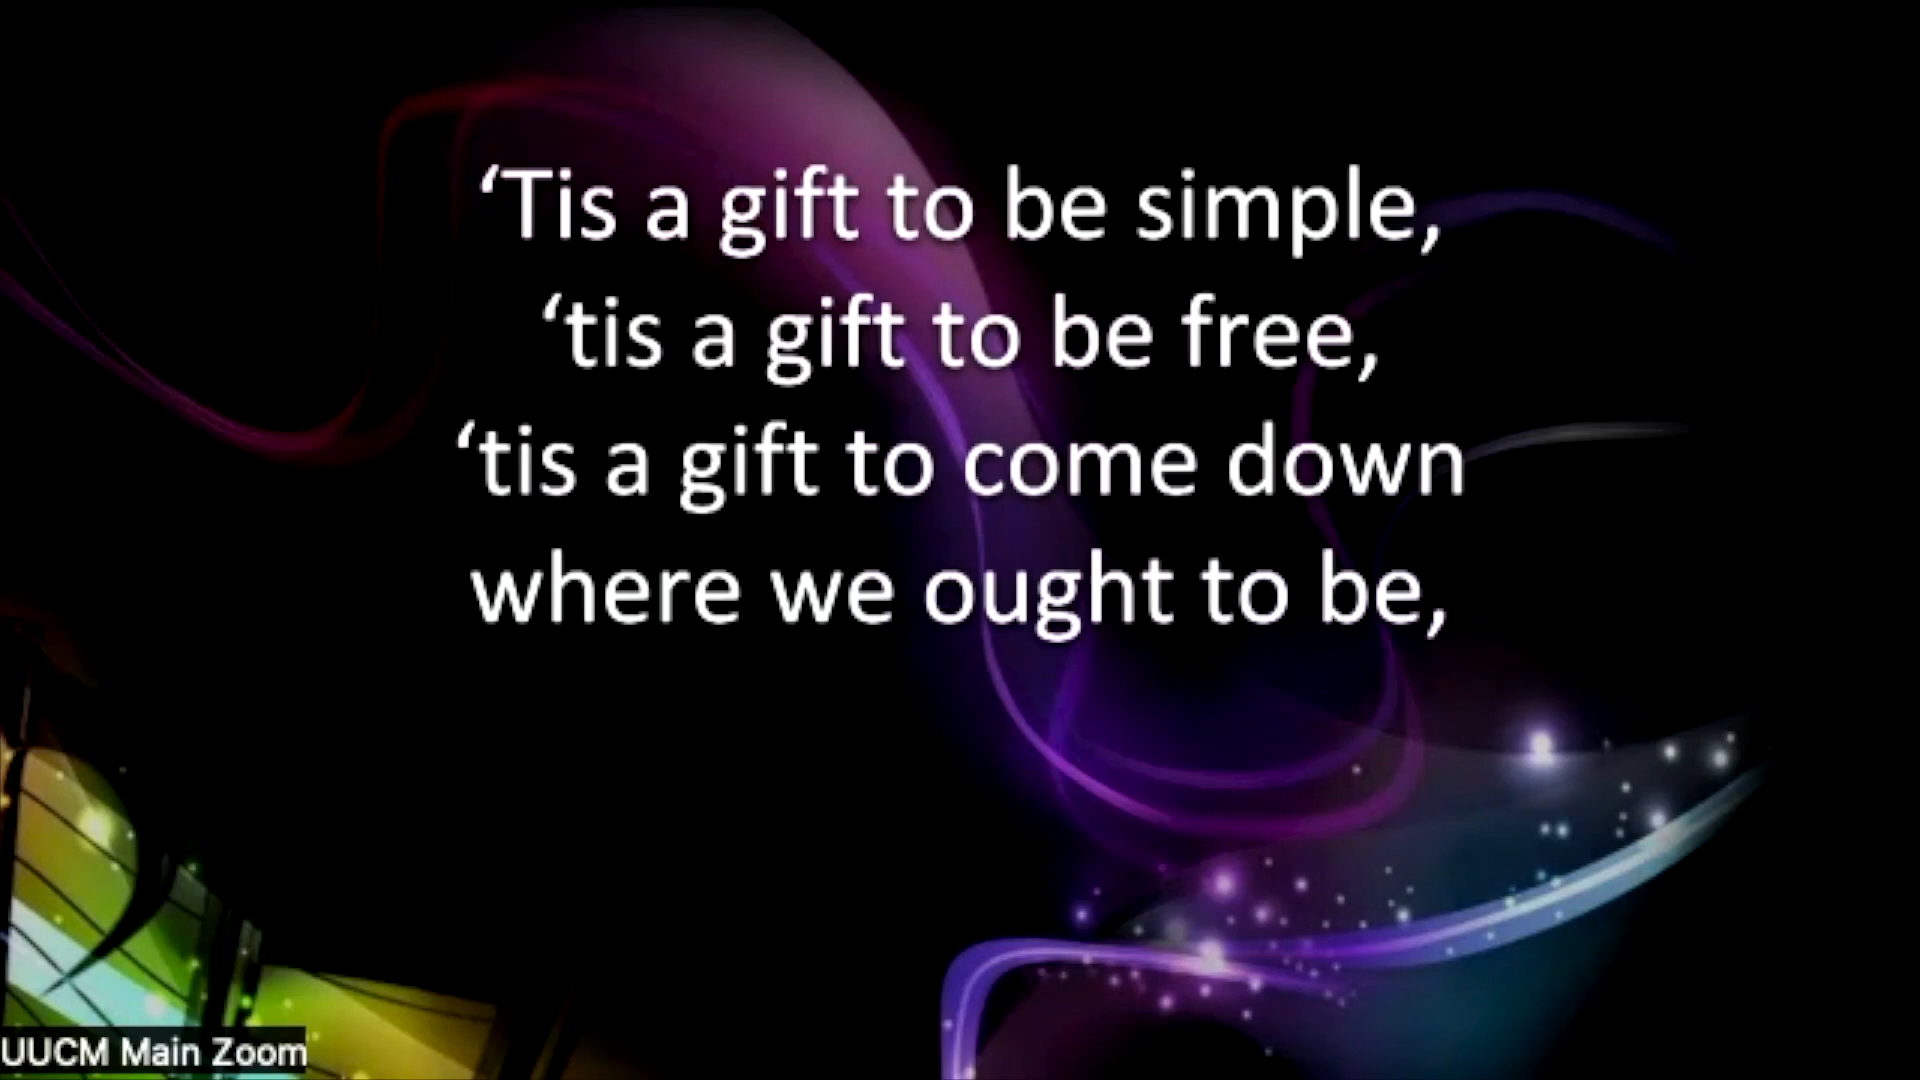 ‘Tis a gift to be simple,
‘tis a gift to be free,
‘tis a gift to come down
where we ought to be,
UUCM Main Zoom